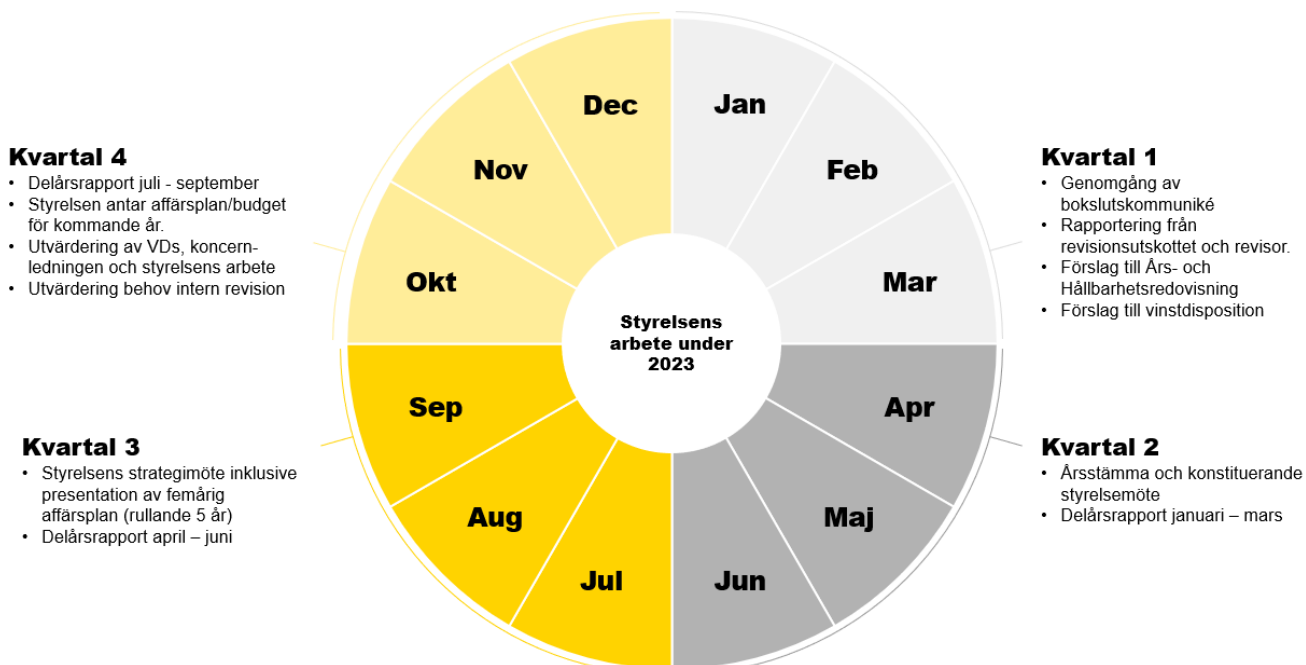 Dec
Jan
Nov
Feb
Okt
Mar
Styrelsens
arbete under
2023
Sep
Apr
Aug
Maj
Jul
Jun
Kvartal 1
• Genomgång av
bokslutskommuniké
• Rapportering från
revisionsutskottet och revisor.
• Förslag till Års- och
Hållbarhetsredovisning
• Förslag till vinstdisposition
Kvartal 2
• Årsstämma och konstituerande
styrelsemöte
• Delårsrapport januari – mars
Kvartal 3
• Styrelsens strategimöte inklusive
presentation av femårig
affärsplan (rullande 5 år)
• Delårsrapport april – juni
Kvartal 4
• Delårsrapport juli - september
• Styrelsen antar affärsplan/budget
för kommande år.
• Utvärdering av VDs, koncern-
ledningen och styrelsens arbete
• Utvärdering behov intern revision